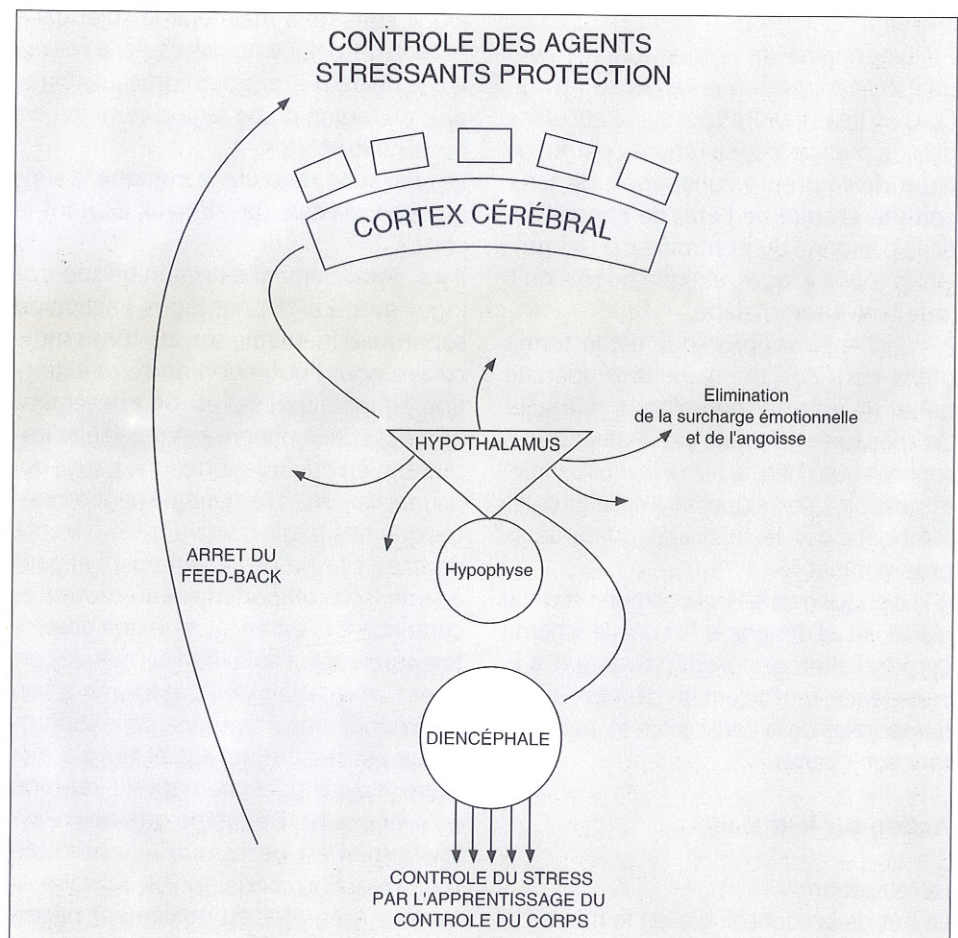 CONTROLE DES AGENTS
STRESSANTS PROTECTION
CORTEX CÉRÉBRAL
Elimination
de la surcharge émotionnelle
et de l'angoisse
HYPOTHALAMUS
ARRET DU
FEED-BACK
Hypophyse
DIENCÉPHALE
CONTROLE DU STRESS
PAR L'APPRENTISSAGE DU
CONTROLE DU CORPS